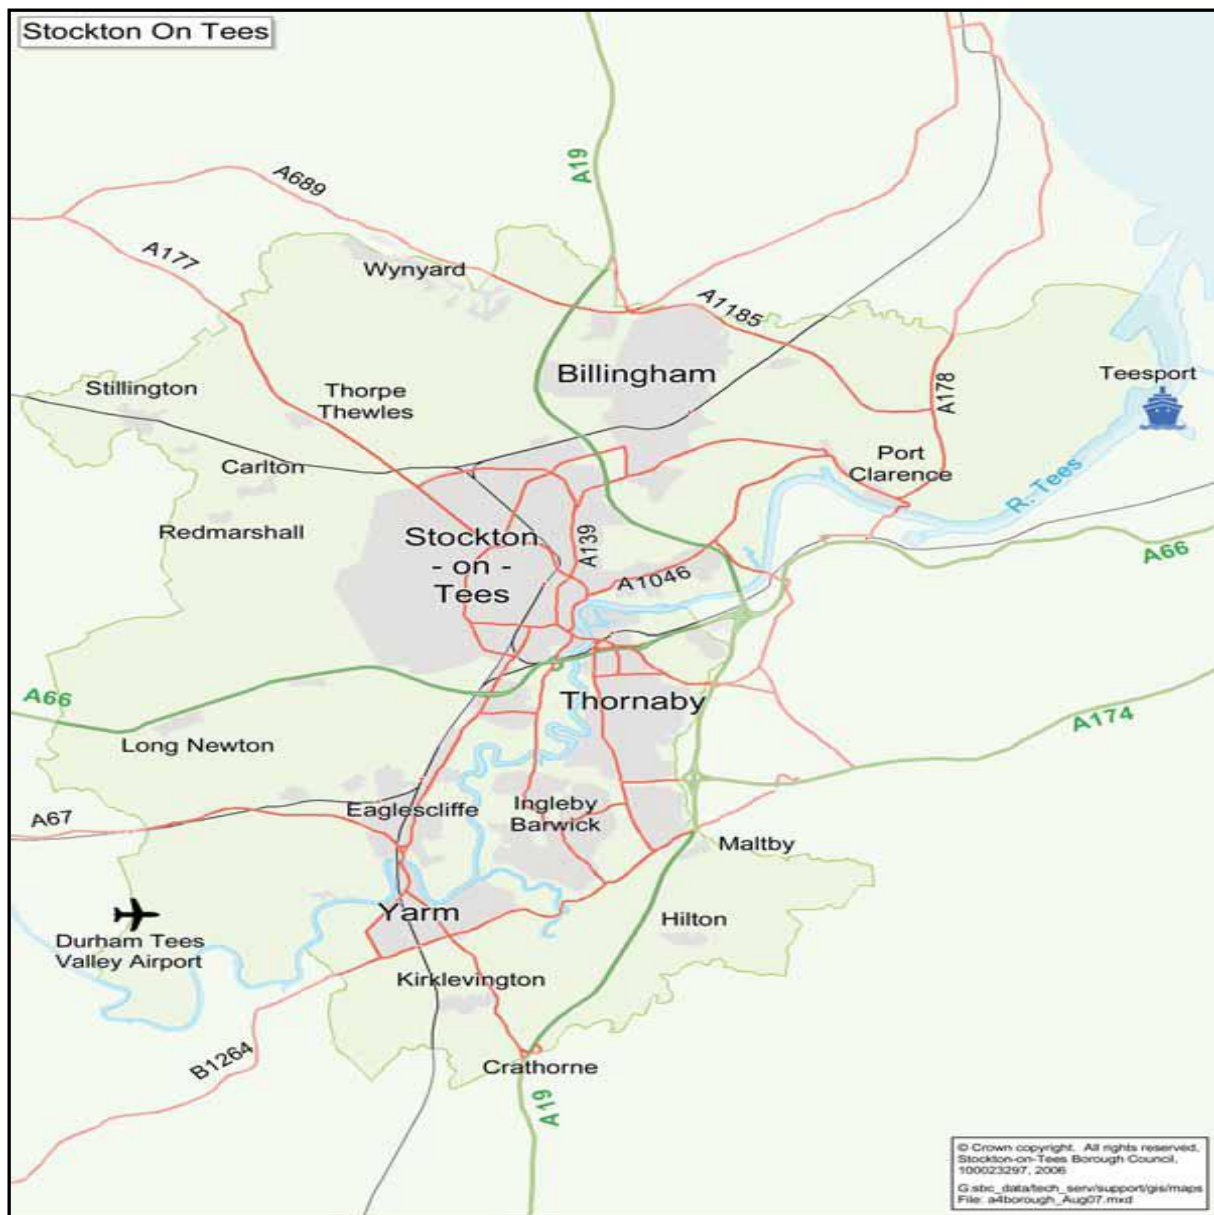 Stockton On Tees
A19
A689
A177
Wynyard
A1185
Billingham
Teesport
A178
Stillington
Thorpe
Thewles
Port
Clarence
Carlton
R. Tees
Redmarshall
Stockton
- on -
Tees
A139
A66
A1046
A66
Thornaby
A174
Long Newton
Eaglescliffe
Ingleby
Barwick
A67
Maltby
Yarm
Hilton
Durham Tees
Valley Airport
Kirklevington
B1264
Crathorne
A19
© Crown copyright. All rights reserved,
Stockton-on-Tees Borough Council,
100023297, 2006
G:sbc_data/tech_serv/support/gis/maps
File: a4borough_Aug07.mxd